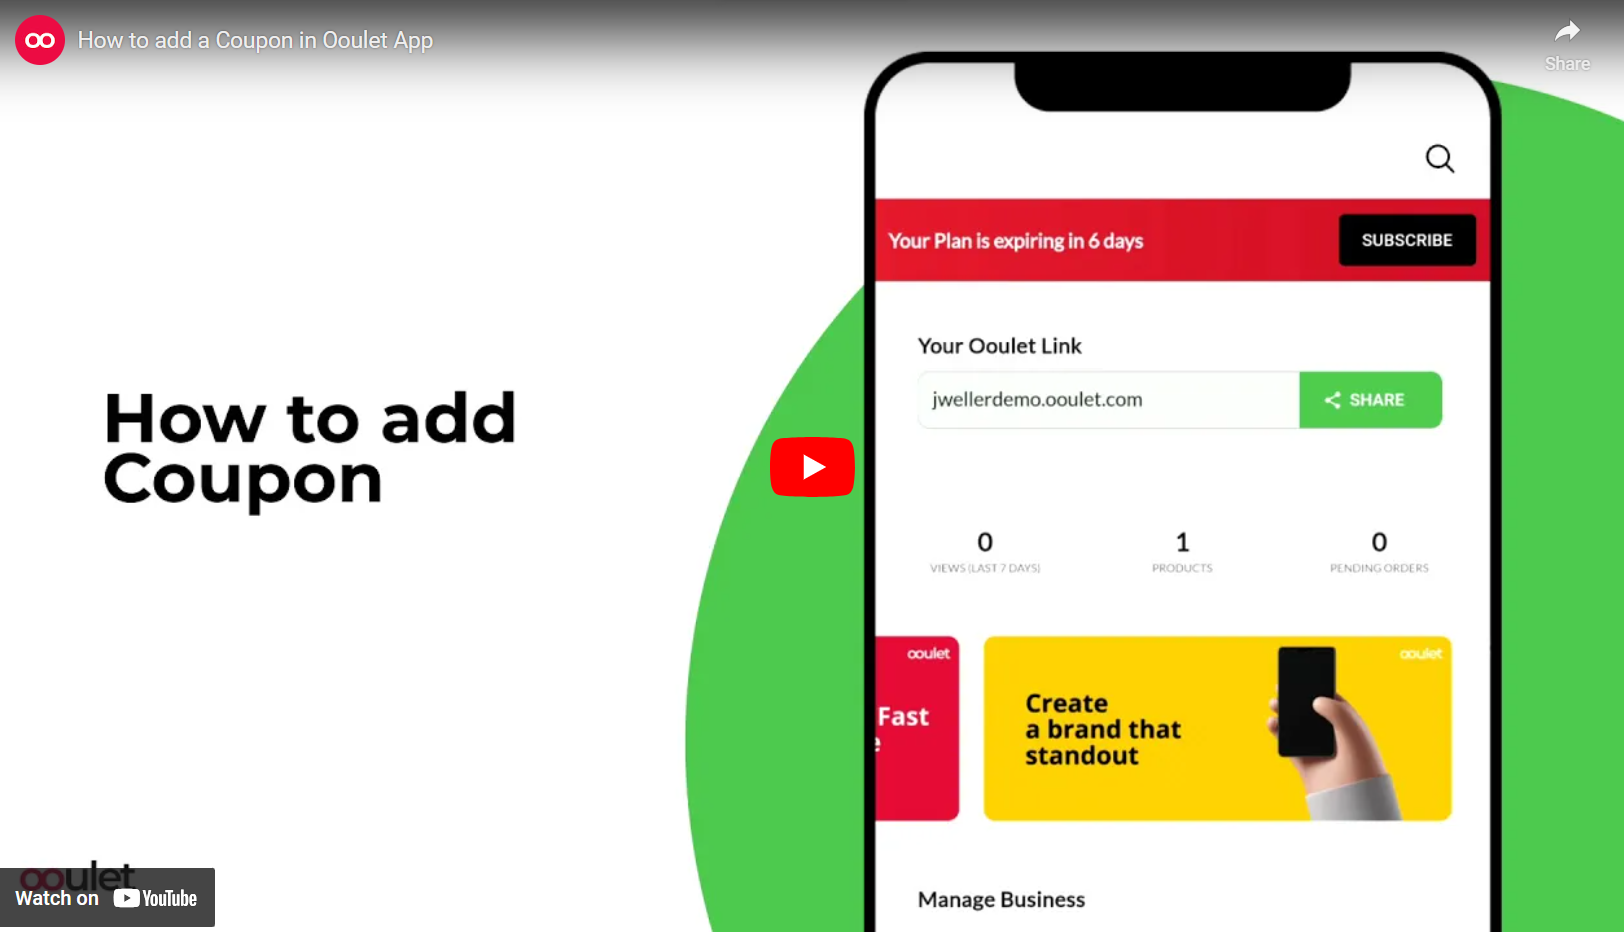 How to add a Coupon in Ooulet App
Share
Your Plan is expiring in 6 days
SUBSCRIBE
Your Ooulet Link
jwellerdemo.ooulet.com
SHARE
How to add
Coupon
0
VIEWS (LAST 7 DAYS)
1
PRODUCTS
0
PENDING ORDERS
ooulet
Fast
e
ooulet
Create
a brand that
standout
ooulet
Watch on YouTube
Manage Business